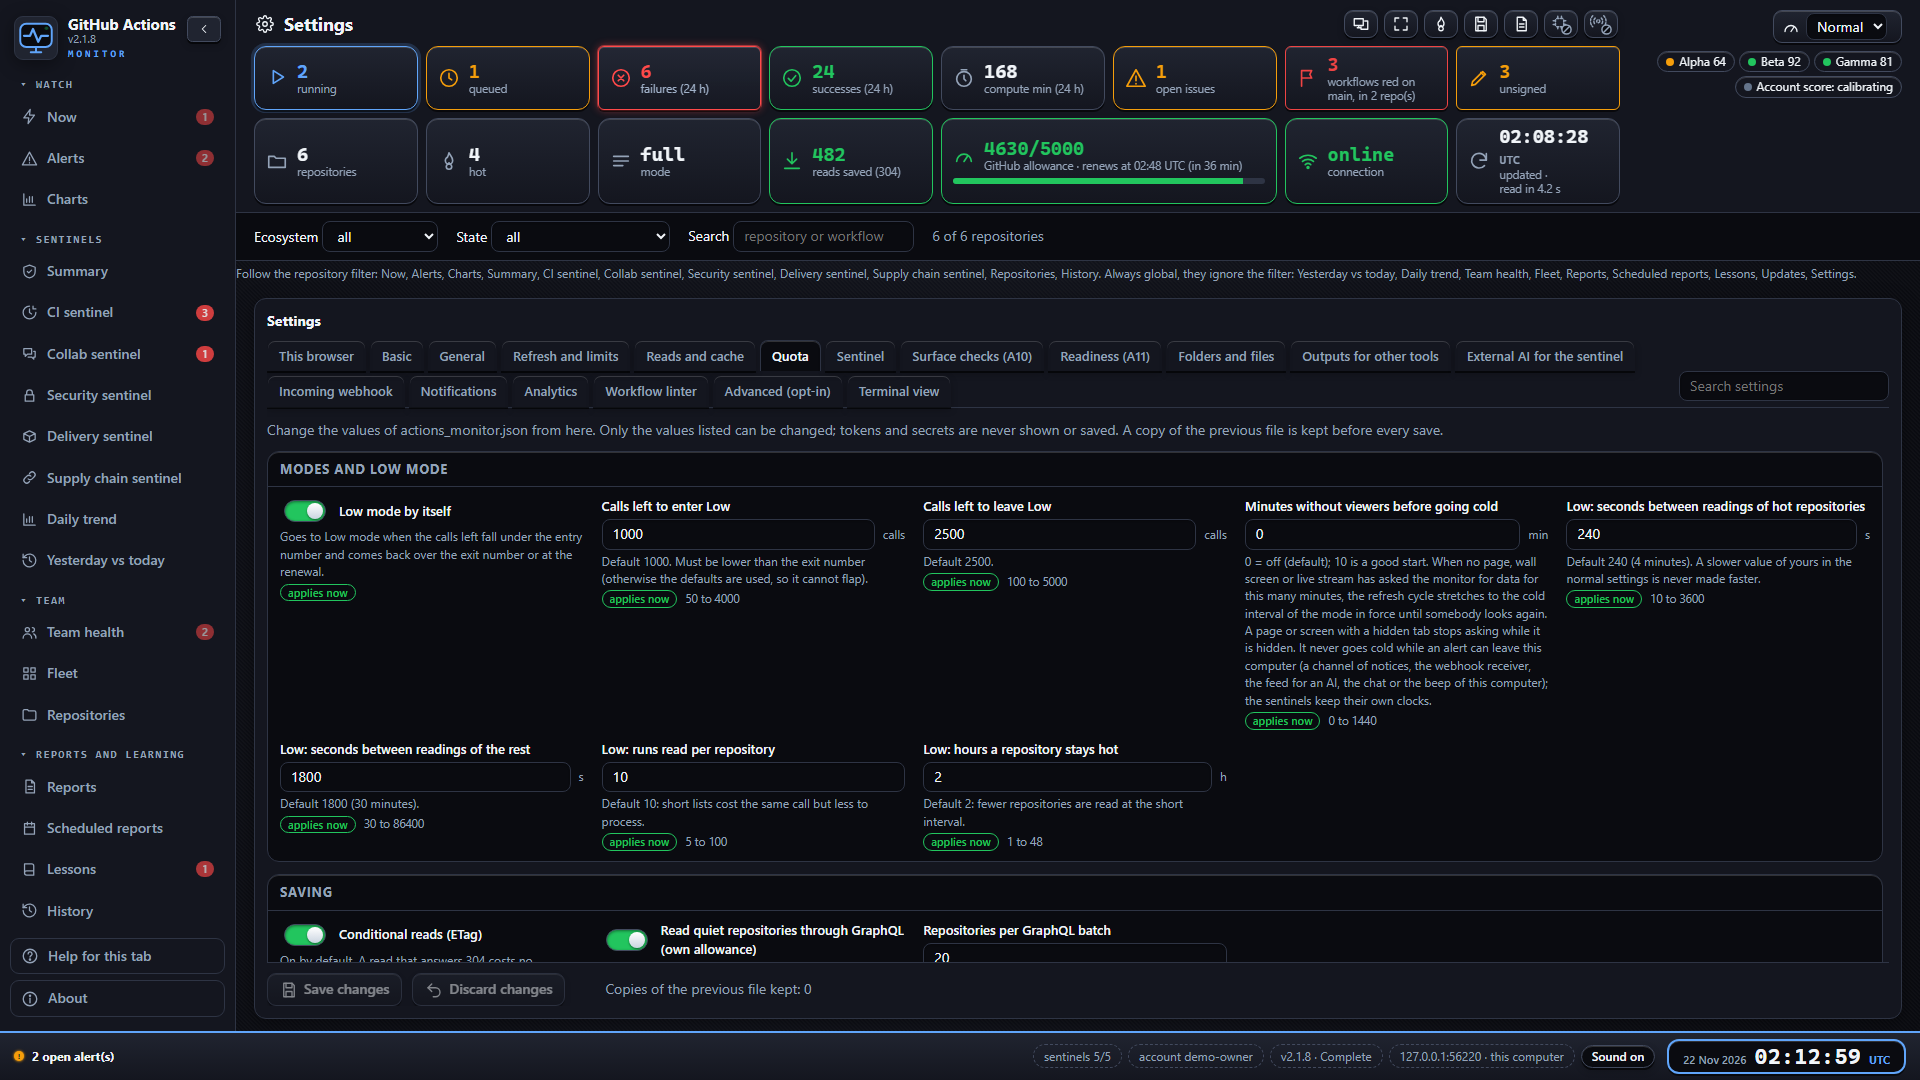 GitHub Actions
v2.1.8
MONITOR
WATCH
Now 1
Alerts 2
Charts
SENTINELS
Summary
CI sentinel 3
Collab sentinel 1
Security sentinel
Delivery sentinel
Supply chain sentinel
Daily trend
Yesterday vs today
TEAM
Team health 2
Fleet
Repositories
REPORTS AND LEARNING
Reports
Scheduled reports
Lessons 1
History
Help for this tab
About
Settings
Normal
2
running
1
queued
6
failures (24 h)
24
successes (24 h)
168
compute min (24 h)
1
open issues
3
workflows red on
main, in 2 repo(s)
3
unsigned
Alpha 64
Beta 92
Gamma 81
Account score: calibrating
6
repositories
4
hot
full
mode
482
reads saved (304)
4630/5000
GitHub allowance · renews at 02:48 UTC (in 36 min)
online
connection
02:08:28
UTC
updated ·
read in 4.2 s
Ecosystem all State all Search repository or workflow 6 of 6 repositories
Follow the repository filter: Now, Alerts, Charts, Summary, CI sentinel, Collab sentinel, Security sentinel, Delivery sentinel, Supply chain sentinel, Repositories, History. Always global, they ignore the filter: Yesterday vs today, Daily trend, Team health, Fleet, Reports, Scheduled reports, Lessons, Updates, Settings.
Settings
This browser Basic General Refresh and limits Reads and cache Quota Sentinel Surface checks (A10) Readiness (A11) Folders and files Outputs for other tools External AI for the sentinel
Incoming webhook Notifications Analytics Workflow linter Advanced (opt-in) Terminal view
Search settings
Change the values of actions_monitor.json from here. Only the values listed can be changed; tokens and secrets are never shown or saved. A copy of the previous file is kept before every save.
MODES AND LOW MODE
Low mode by itself
Goes to Low mode when the calls left fall under the entry
number and comes back over the exit number or at the
renewal.
applies now
Calls left to enter Low
1000 calls
Default 1000. Must be lower than the exit number
(otherwise the defaults are used, so it cannot flap).
applies now 50 to 4000
Calls left to leave Low
2500 calls
Default 2500.
applies now 100 to 5000
Minutes without viewers before going cold
0 min
0 = off (default); 10 is a good start. When no page, wall
screen or live stream has asked the monitor for data for
this many minutes, the refresh cycle stretches to the cold
interval of the mode in force until somebody looks again.
A page or screen with a hidden tab stops asking while it
is hidden. It never goes cold while an alert can leave this
computer (a channel of notices, the webhook receiver,
the feed for an AI, the chat or the beep of this computer);
the sentinels keep their own clocks.
applies now 0 to 1440
Low: seconds between readings of hot repositories
240 s
Default 240 (4 minutes). A slower value of yours in the
normal settings is never made faster.
applies now 10 to 3600
Low: seconds between readings of the rest
1800 s
Default 1800 (30 minutes).
applies now 30 to 86400
Low: runs read per repository
10
Default 10: short lists cost the same call but less to
process.
applies now 5 to 100
Low: hours a repository stays hot
2 h
Default 2: fewer repositories are read at the short
interval.
applies now 1 to 48
SAVING
Conditional reads (ETag)
On by default. A read that answers 304 costs no
Read quiet repositories through GraphQL
(own allowance)
Repositories per GraphQL batch
20
Save changes Discard changes Copies of the previous file kept: 0
2 open alert(s)
sentinels 5/5 account demo-owner v2.1.8 · Complete 127.0.0.1:56220 · this computer Sound on 22 Nov 2026 02:12:59 UTC